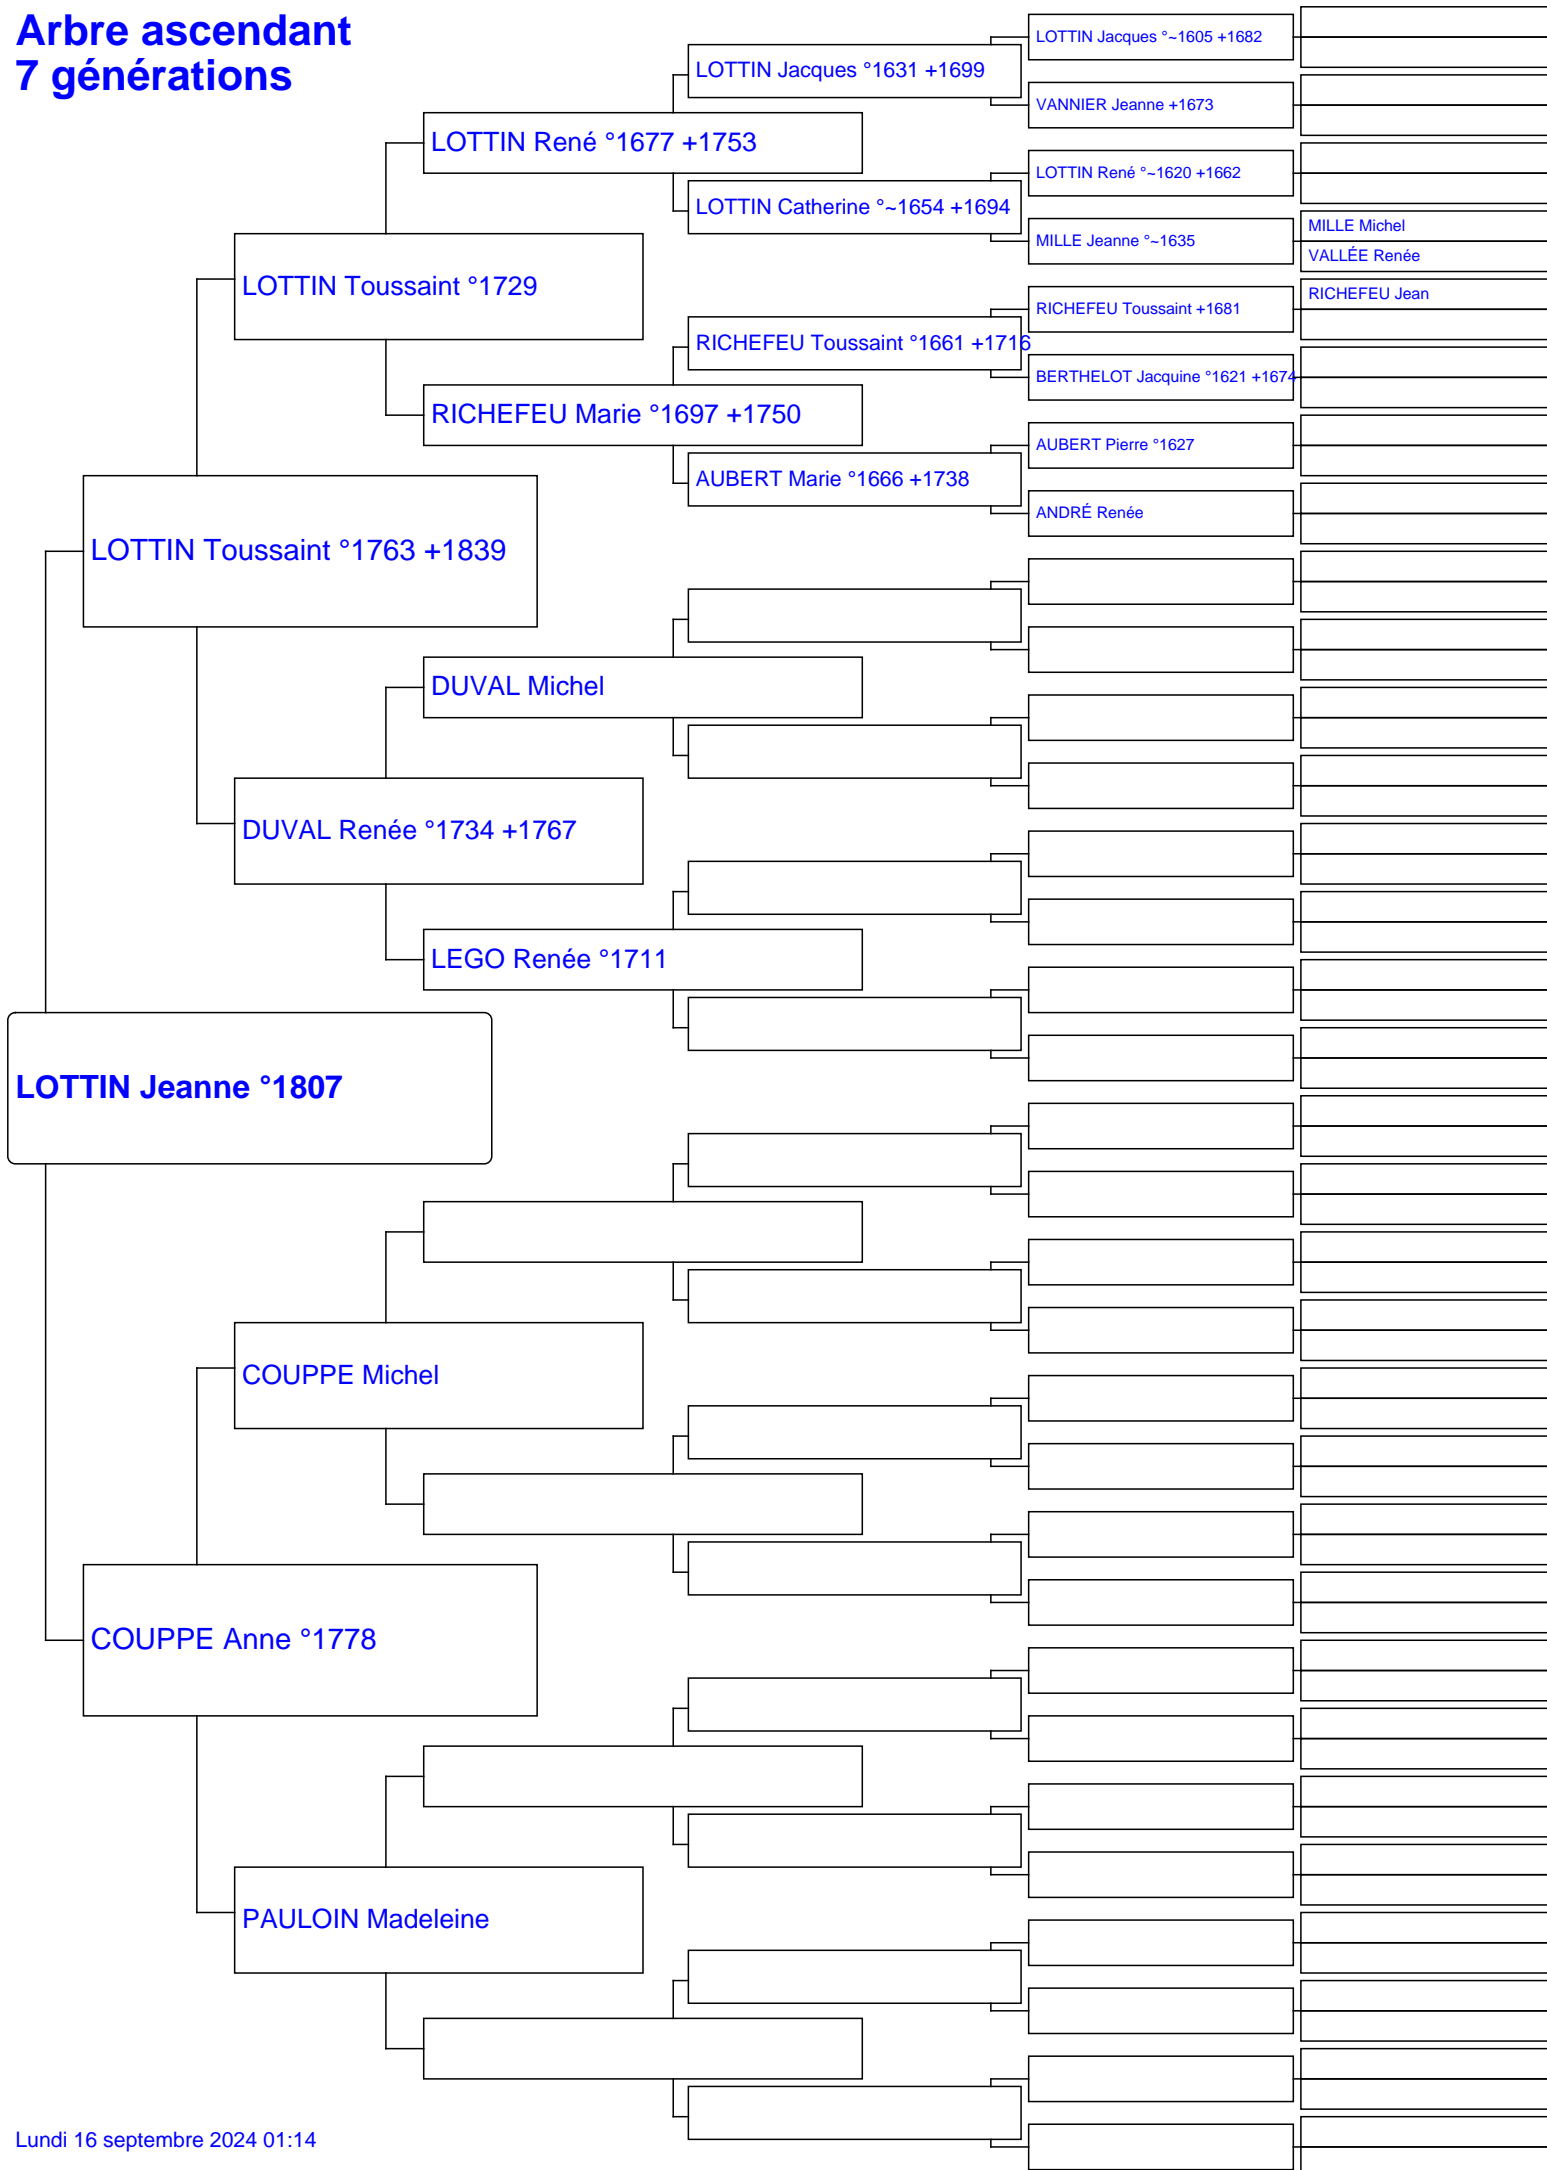 Arbre ascendant
7 générations
LOTTIN Jacques °~1605 +1682
LOTTIN Jacques °1631 +1699
VANNIER Jeanne +1673
LOTTIN René °1677 +1753
LOTTIN René °~1620 +1662
LOTTIN Catherine °~1654 +1694
MILLE Michel
MILLE Jeanne °~1635
VALLÉE Renée
LOTTIN Toussaint °1729
RICHEFEU Jean
RICHEFEU Toussaint +1681
RICHEFEU Toussaint °1661 +1716
BERTHELOT Jacquine °1621 +1674
RICHEFEU Marie °1697 +1750
AUBERT Pierre °1627
AUBERT Marie °1666 +1738
ANDRÉ Renée
LOTTIN Toussaint °1763 +1839
DUVAL Michel
DUVAL Renée °1734 +1767
LEGO Renée °1711
LOTTIN Jeanne °1807
COUPPE Michel
COUPPE Anne °1778
PAULOIN Madeleine
Lundi 16 septembre 2024 01:14